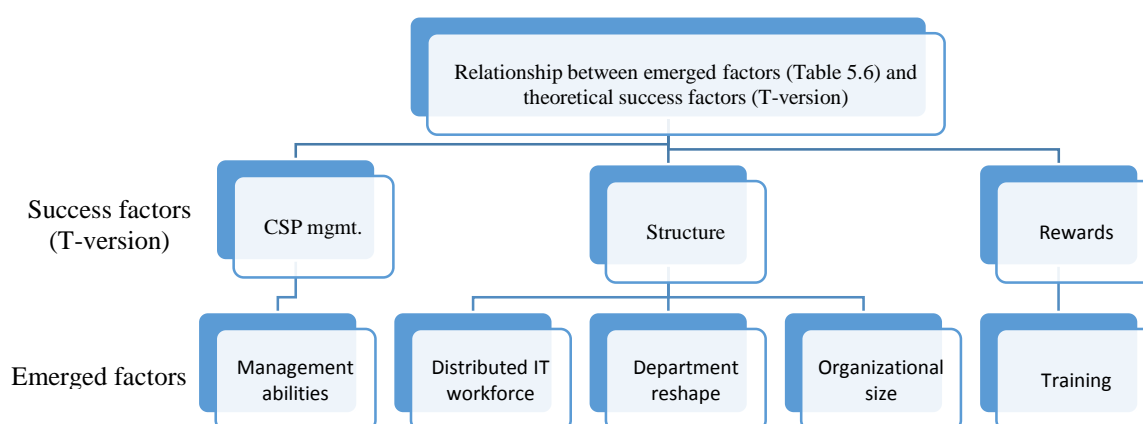 Relationship between emerged factors (Table 5.6) and
theoretical success factors (T-version)
Success factors
(T-version)
CSP mgmt.
Structure
Rewards
Emerged factors
Management
abilities
Distributed IT
workforce
Department
reshape
Organizational
size
Training